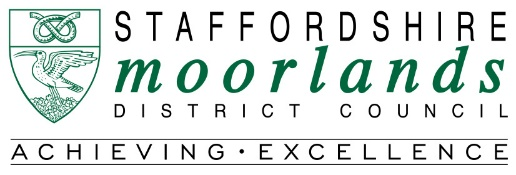 STAFFORDSHIRE
moorlands
DISTRICT COUNCIL
ACHIEVING • EXCELLENCE